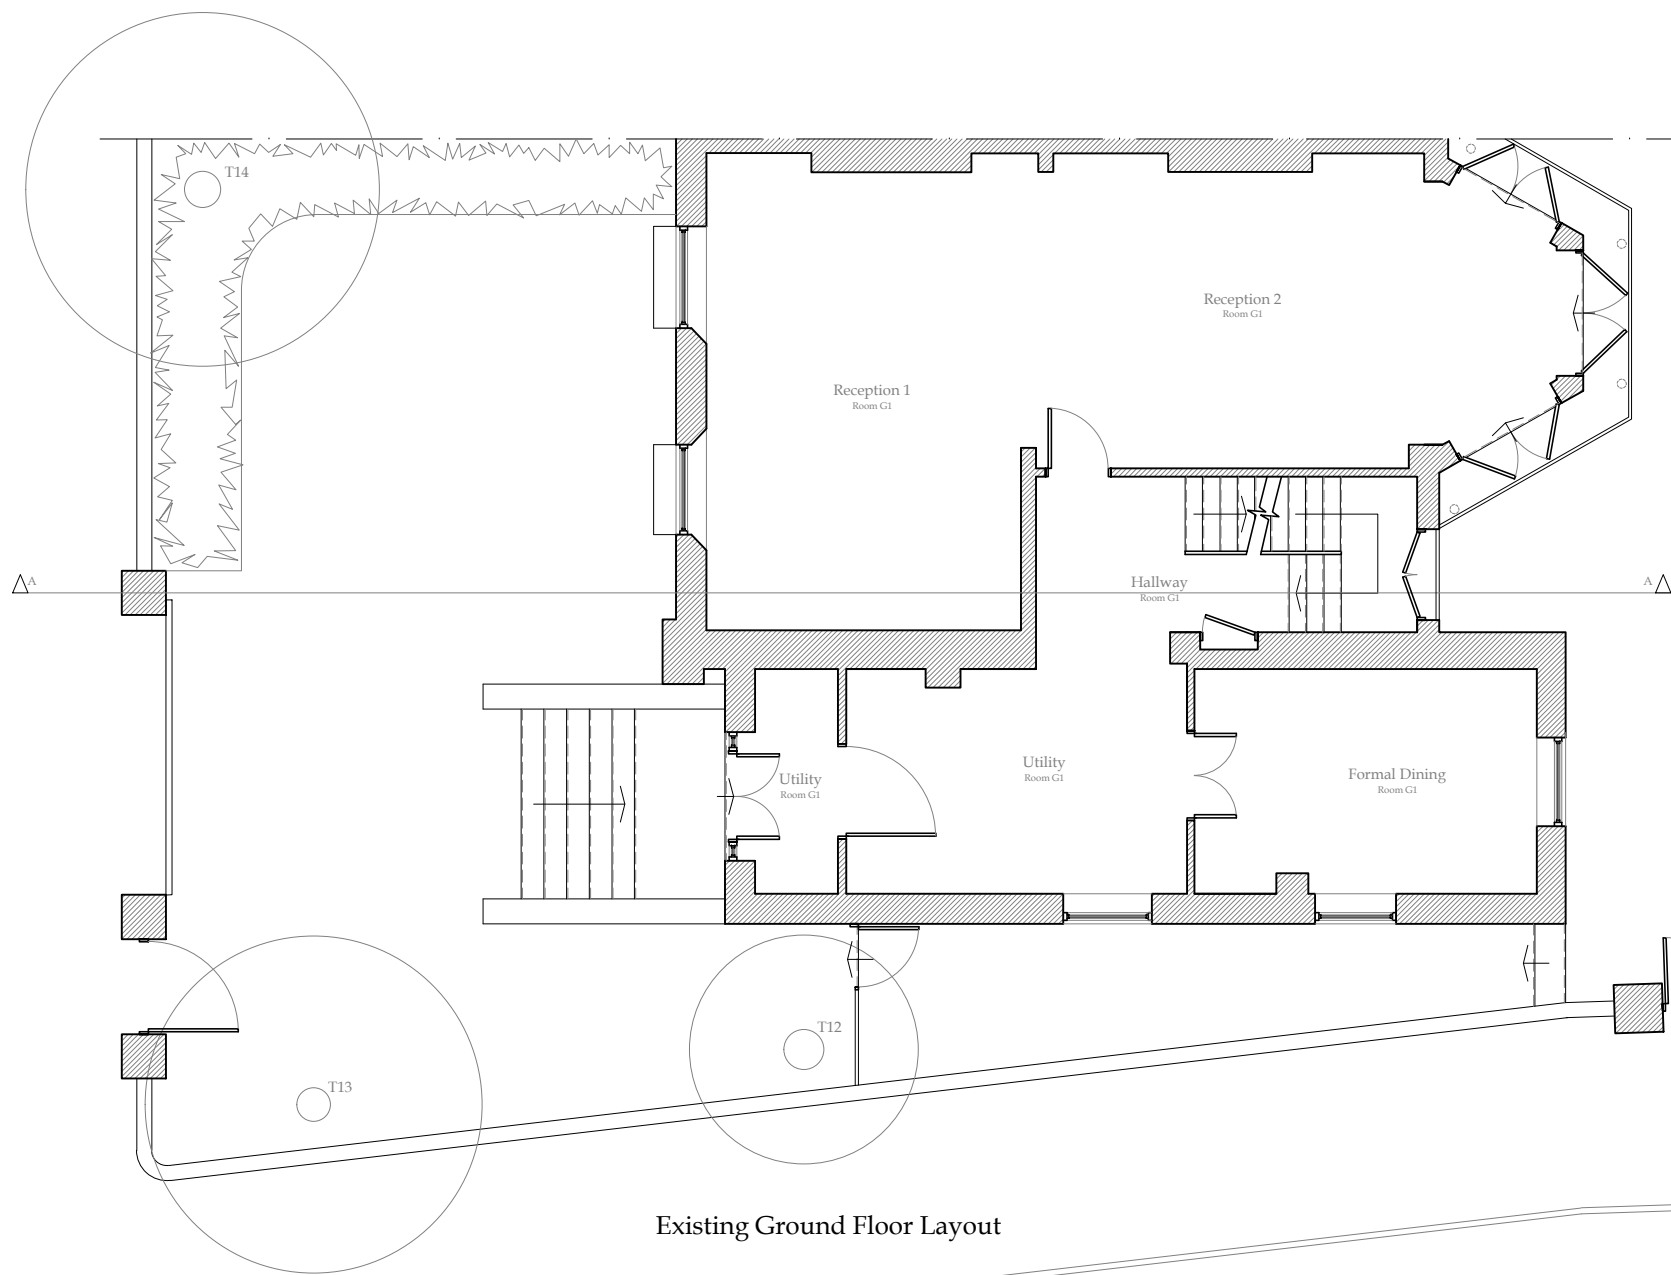 T14
Reception 2
Room G1
Reception 1
Room G1
A
Hallway
Room G1
A
Utility
Room G1
Utility
Room G1
Formal Dining
Room G1
T12
T13
Existing Ground Floor Layout